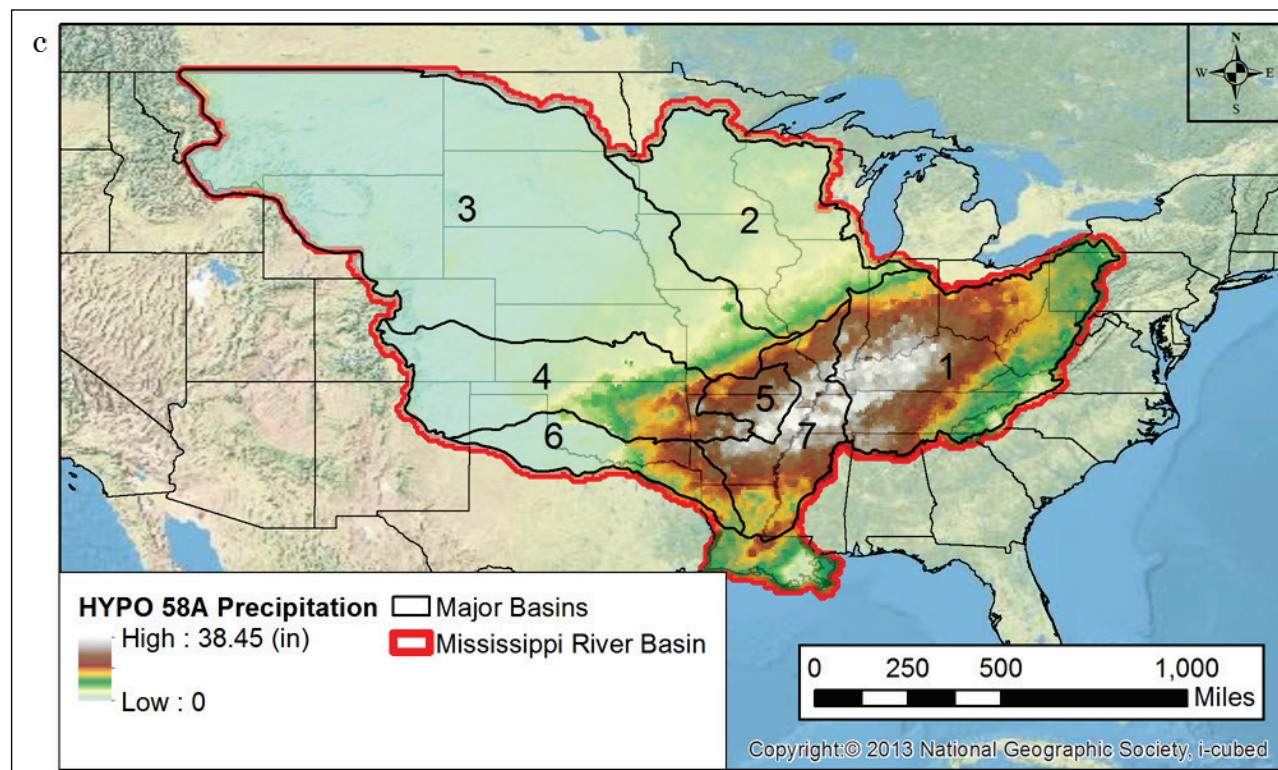 c
N
W E
S
3
2
1
4
5
6
7
HYPO 58A Precipitation
High : 38.45 (in)
Low : 0
Major Basins
Mississippi River Basin
0 250 500 1,000
Miles
Copyright:© 2013 National Geographic Society, i-cubed